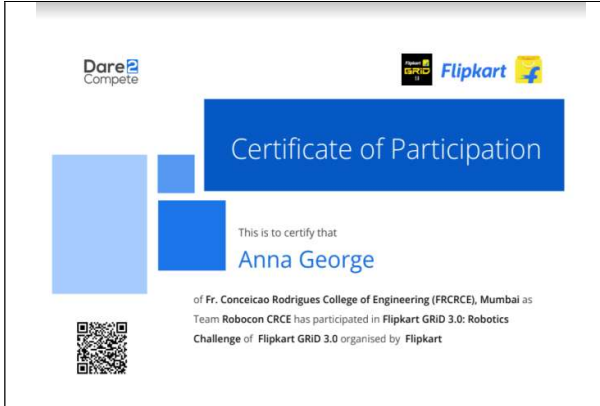 Dare2
Compete
Flipkart
GRiD
Flipkart
Certificate of Participation
This is to certify that
Anna George
of Fr. Conceicao Rodrigues College of Engineering (FRCRCE), Mumbai as
Team Robocon CRCE has participated in Flipkart GRiD 3.0: Robotics
Challenge of Flipkart GRiD 3.0 organised by Flipkart